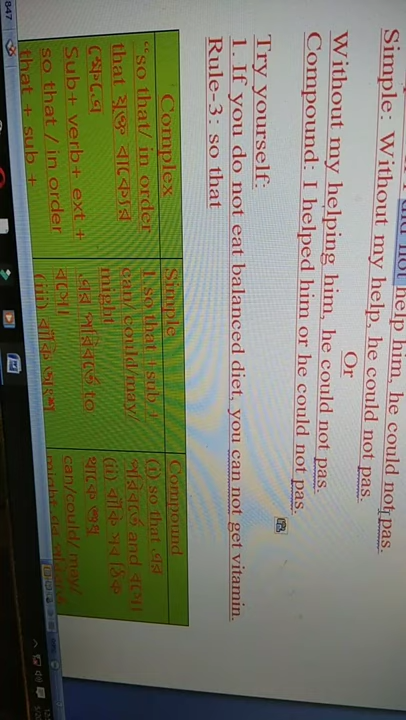 help him, he could not pas.
Simple: Without my help, he could not pas.
Or
Without my helping him, he could not pas.
Compound: I helped him or he could not pas.
Try yourself:
1. If you do not eat balanced diet, you can not get vitamin.
Rule-3: so that
Complex
"so that/ in order
that যুক্ত বাক্যের
ক্ষেত্রে
Sub+ verb+ ext +
so that / in order
that + sub +
Simple
can/ could/may/
might
এর পরিবর্তে to
বসে।
(ii) বাকি অংশ
Compound
(i) so that এর
পরিবর্তে and বসে।
(ii) বাকি সব ঠিক
থাকে শুধু
can/could/ may/
847